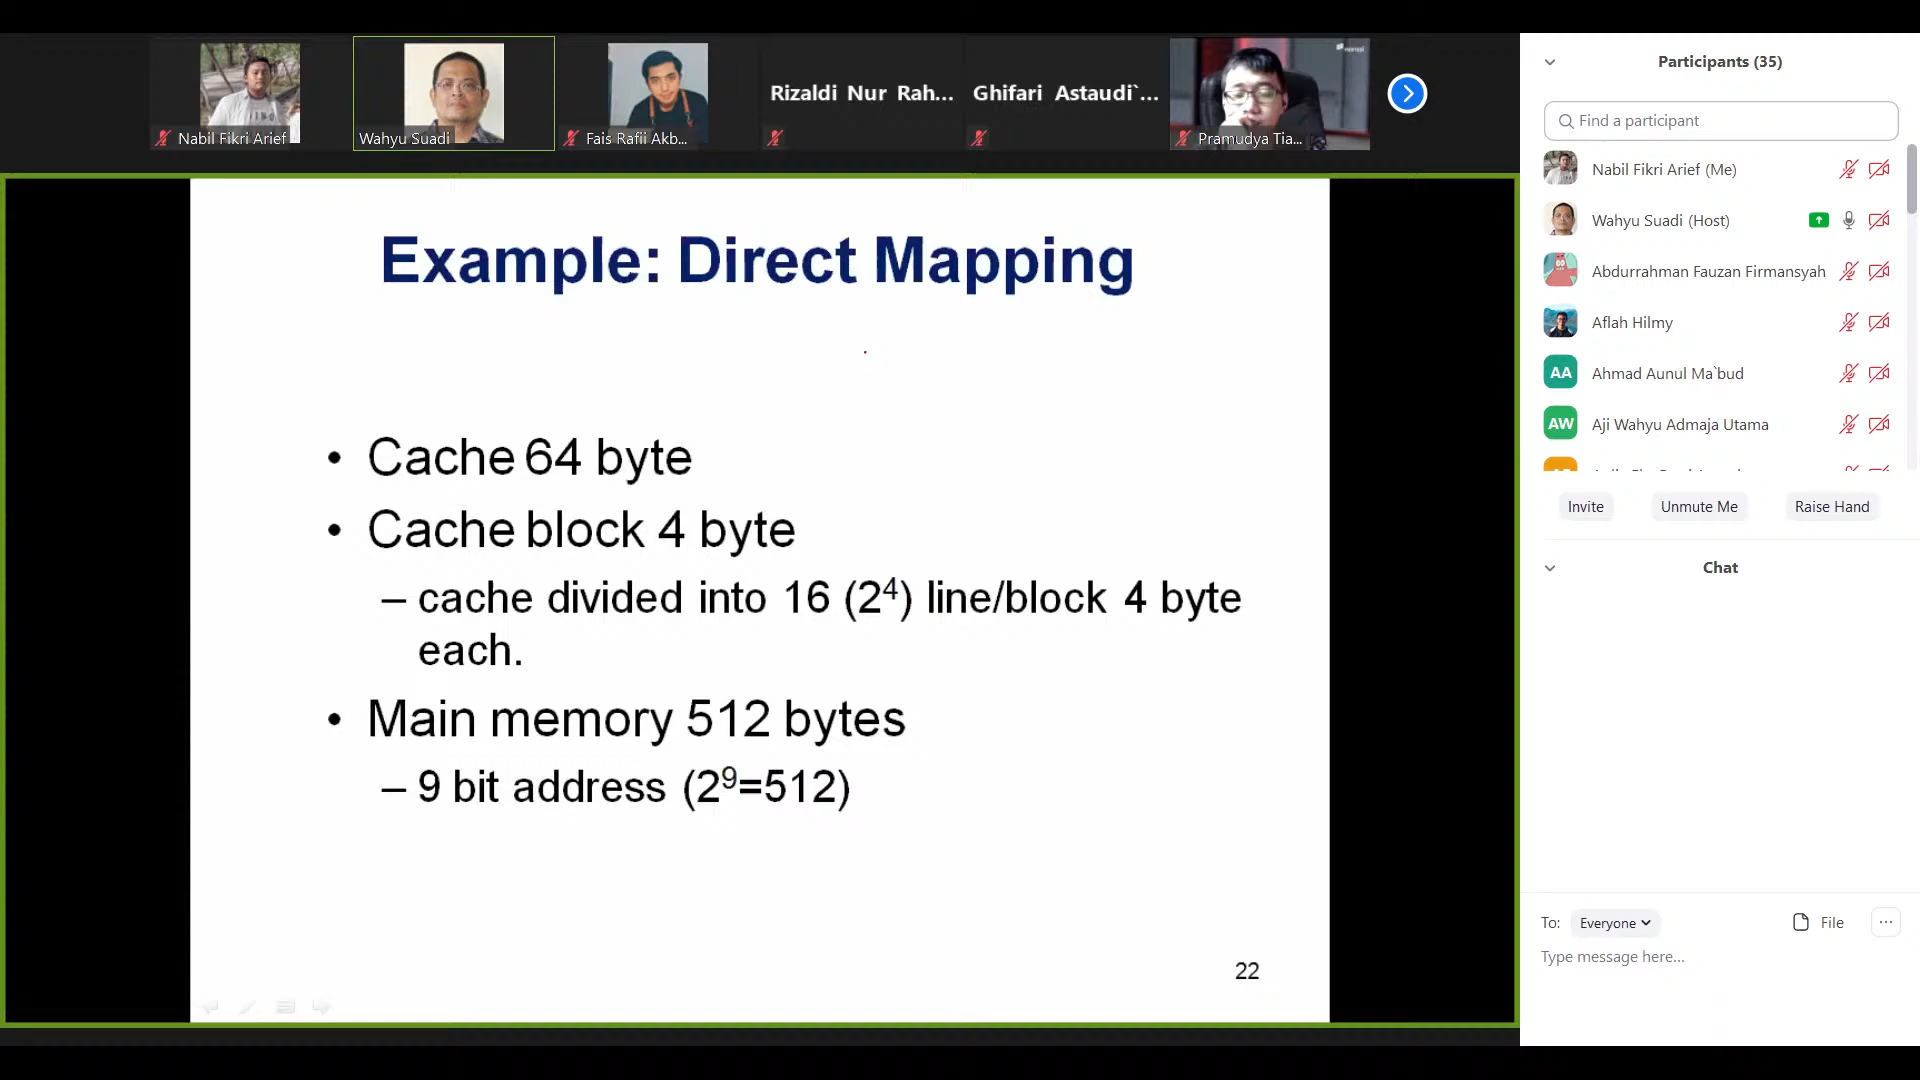 Nabil Fikri Arief
Wahyu Suadi
Fais Rafii Akb...
Rizaldi Nur Rah...
Ghifari Astaudi`...
Pramudya Tia...
Example: Direct Mapping
• Cache 64 byte
• Cache block 4 byte
– cache divided into 16 (2⁴) line/block 4 byte
each.
• Main memory 512 bytes
– 9 bit address (2⁹=512)
22
Participants (35)
Find a participant
Nabil Fikri Arief (Me)
Wahyu Suadi (Host)
Abdurrahman Fauzan Firmansyah
Aflah Hilmy
AA Ahmad Aunul Ma`bud
AW Aji Wahyu Admaja Utama
Invite Unmute Me Raise Hand
Chat
To: Everyone File
Type message here...